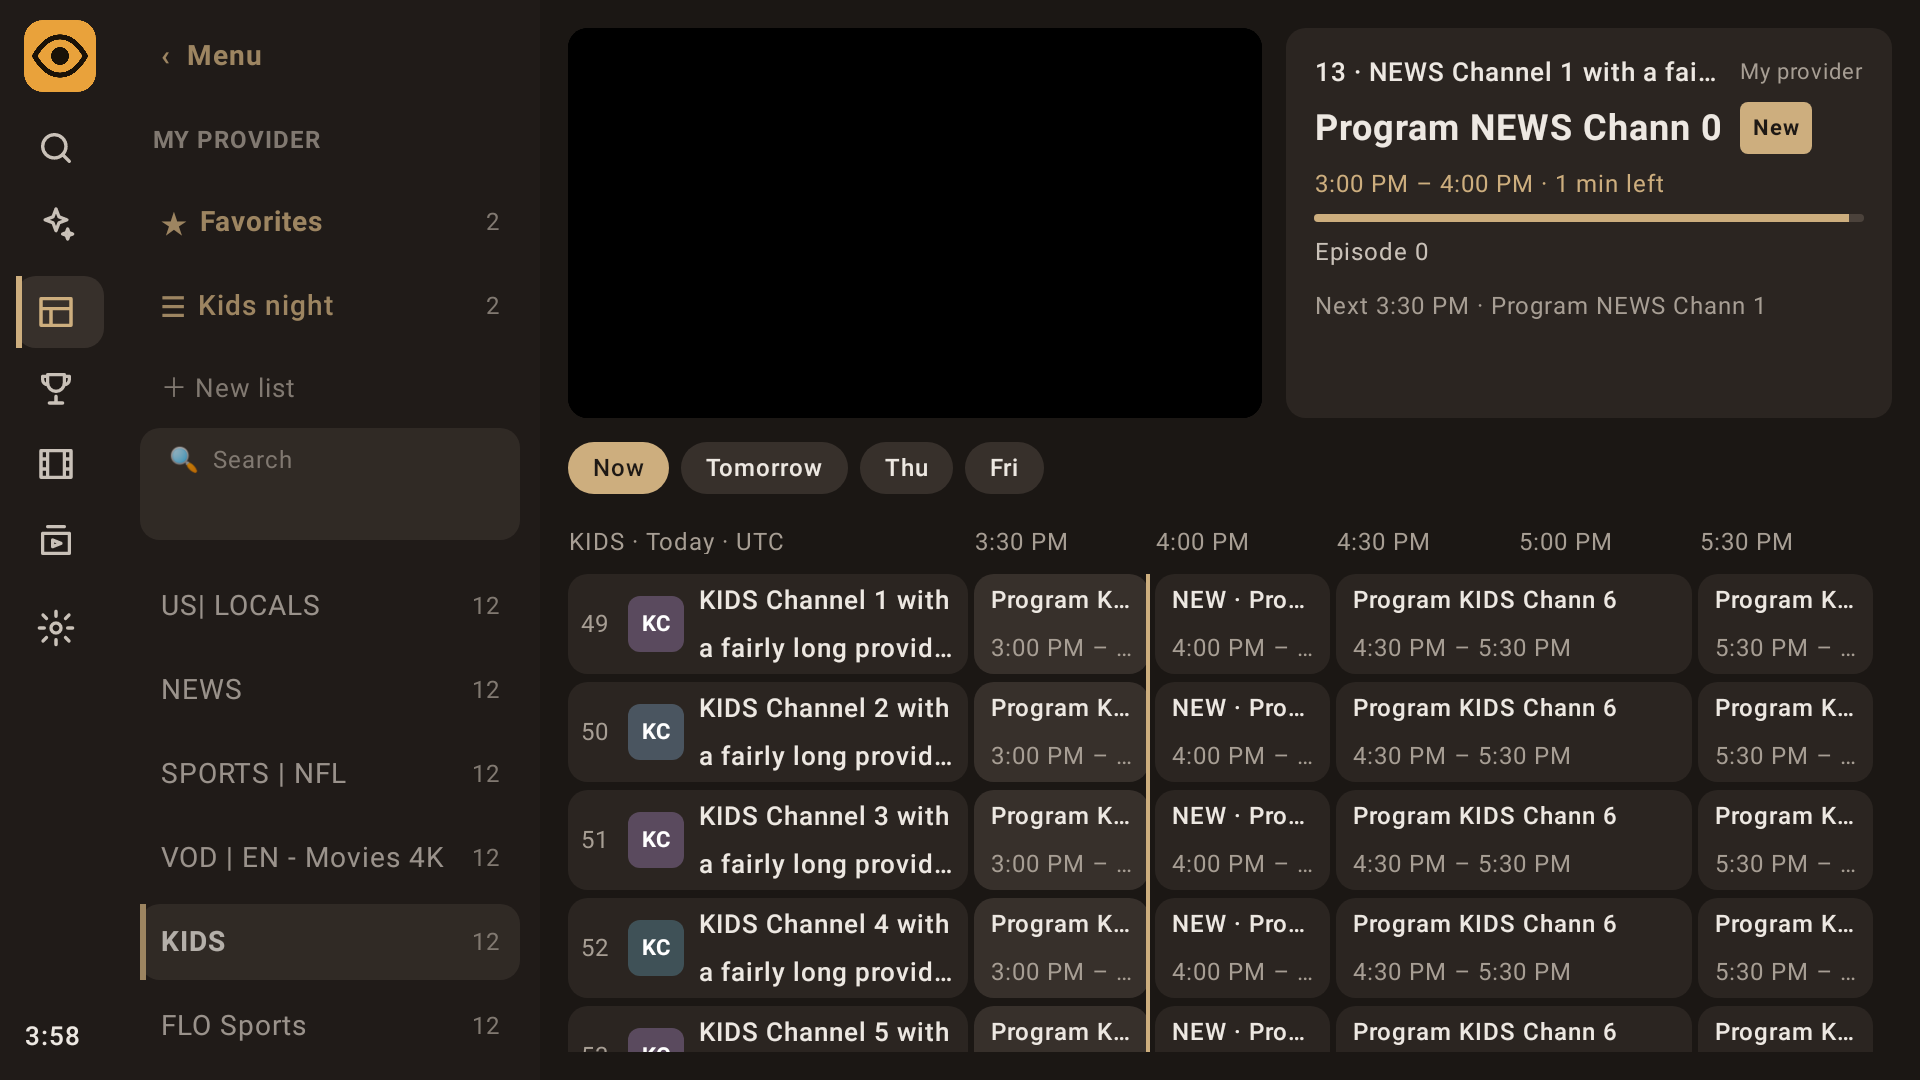 ‹ Menu
MY PROVIDER
★ Favorites 2
☰ Kids night 2
+ New list
🔍 Search
US| LOCALS 12
NEWS 12
SPORTS | NFL 12
VOD | EN - Movies 4K 12
KIDS 12
FLO Sports 12
3:58
13 · NEWS Channel 1 with a fai… My provider
Program NEWS Chann 0 New
3:00 PM – 4:00 PM · 1 min left
Episode 0
Next 3:30 PM · Program NEWS Chann 1
Now Tomorrow Thu Fri
KIDS · Today · UTC 3:30 PM 4:00 PM 4:30 PM 5:00 PM 5:30 PM
49 KC KIDS Channel 1 with
a fairly long provid…
Program K…
3:00 PM – …
NEW · Pro…
4:00 PM – …
Program KIDS Chann 6
4:30 PM – 5:30 PM
Program K…
5:30 PM – …
50 KC KIDS Channel 2 with
a fairly long provid…
Program K…
3:00 PM – …
NEW · Pro…
4:00 PM – …
Program KIDS Chann 6
4:30 PM – 5:30 PM
Program K…
5:30 PM – …
51 KC KIDS Channel 3 with
a fairly long provid…
Program K…
3:00 PM – …
NEW · Pro…
4:00 PM – …
Program KIDS Chann 6
4:30 PM – 5:30 PM
Program K…
5:30 PM – …
52 KC KIDS Channel 4 with
a fairly long provid…
Program K…
3:00 PM – …
NEW · Pro…
4:00 PM – …
Program KIDS Chann 6
4:30 PM – 5:30 PM
Program K…
5:30 PM – …
KIDS Channel 5 with
Program K…
NEW · Pro…
Program KIDS Chann 6
Program K…